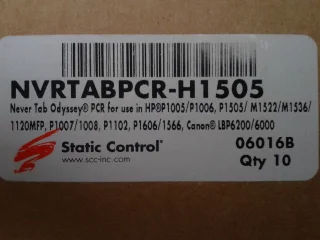 NVRTABPCR-H1505
Never Tab Odyssey® PCR for use in HP®P1005/P1006, P1505/ M1522/M1536/
1120MFP, P1007/1008, P1102, P1606/1566, Canon® LBP6200/6000
Static Control®
www.scc-inc.com
06016B
Qty 10